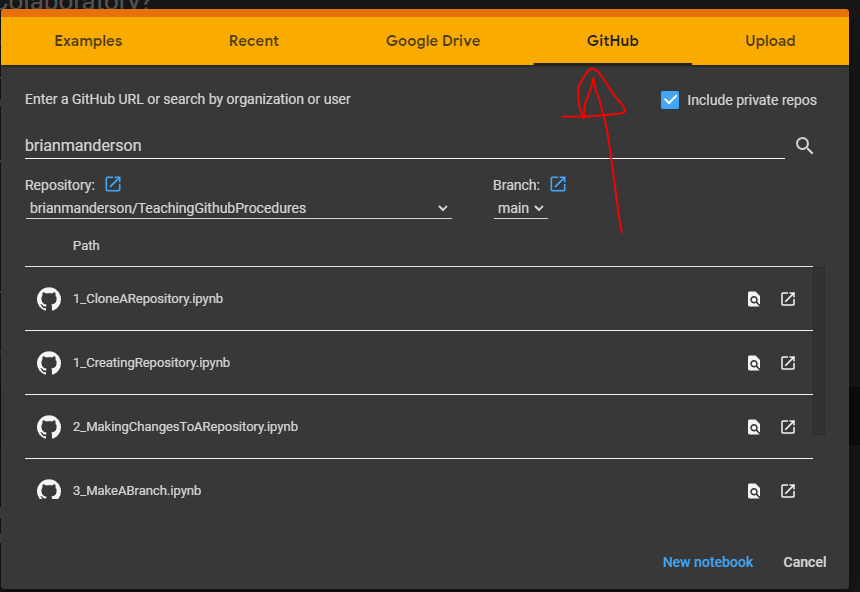 Colaboratory?
Examples Recent Google Drive GitHub Upload
Enter a GitHub URL or search by organization or user
Include private repos
brianmanderson
Repository: Branch:
brianmanderson/TeachingGithubProcedures main
Path
1_CloneARepository.ipynb
1_CreatingRepository.ipynb
2_MakingChangesToARepository.ipynb
3_MakeABranch.ipynb
New notebook Cancel